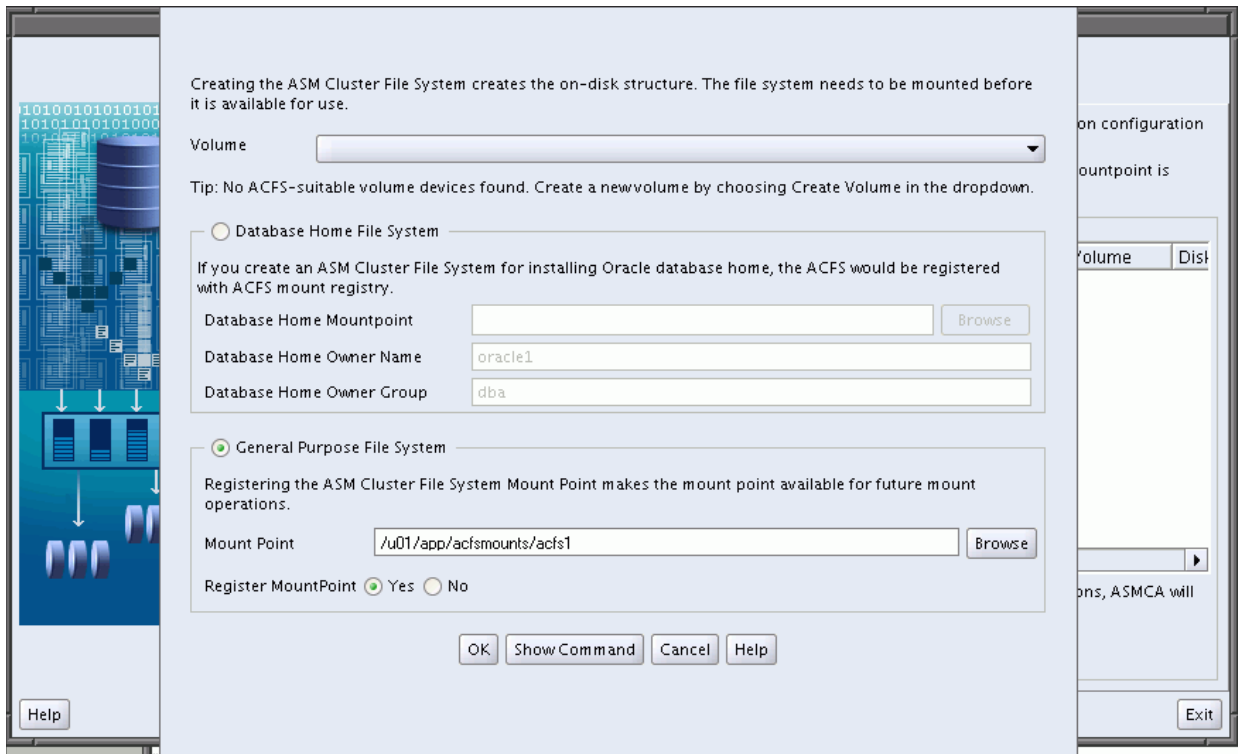 Creating the ASM Cluster File System creates the on-disk structure. The file system needs to be mounted before
it is available for use.
Volume
Tip: No ACFS-suitable volume devices found. Create a new volume by choosing Create Volume in the dropdown.
Database Home File System
If you create an ASM Cluster File System for installing Oracle database home, the ACFS would be registered
with ACFS mount registry.
Database Home Mountpoint
Browse
Database Home Owner Name
oracle1
Database Home Owner Group
dba
General Purpose File System
Registering the ASM Cluster File System Mount Point makes the mount point available for future mount
operations.
Mount Point
/u01/app/acfsmounts/acfs1
Browse
Register MountPoint
Yes
No
OK
Show Command
Cancel
Help
on configuration
ountpoint is
olume
Disk
ons, ASMCA will
Help
Exit